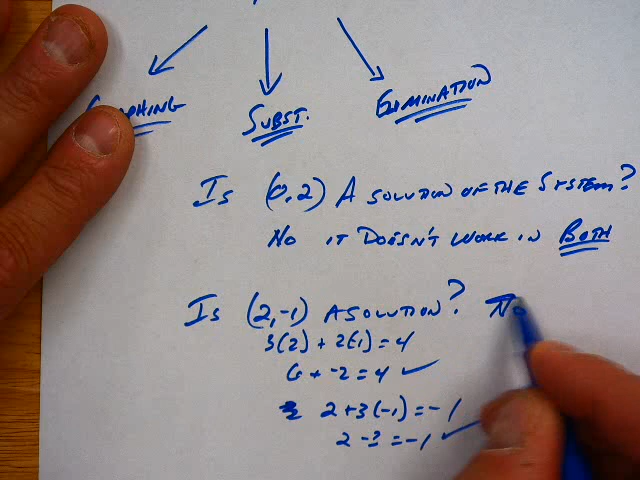 GRAPHING SUBST. ELIMINATION
Is (0,2) A SOLUTION OF THE SYSTEM?
No IT DOESN'T WORK IN BOTH
Is (2,-1) A SOLUTION?
3(2) + 2(-1) = 4
6 + -2 = 4 ✓
2 + 3(-1) = -1
2 -3 = -1 ✓